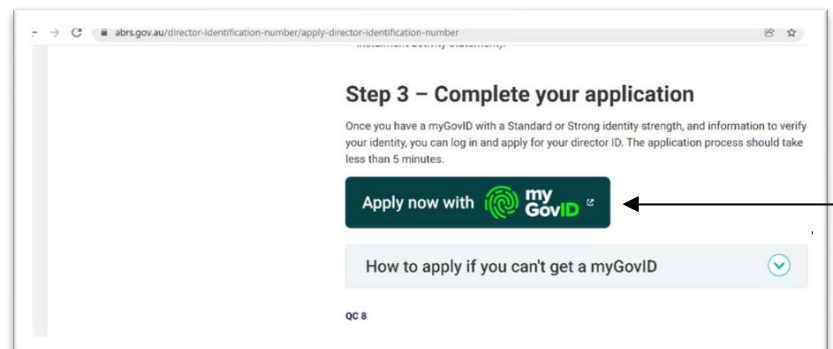 abrs.gov.au/director-identification-number/apply-director-identification-number
Step 3 – Complete your application
Once you have a myGovID with a Standard or Strong identity strength, and information to verify
your identity, you can log in and apply for your director ID. The application process should take
less than 5 minutes.
Apply now with my GovID
How to apply if you can't get a myGovID
QC 8